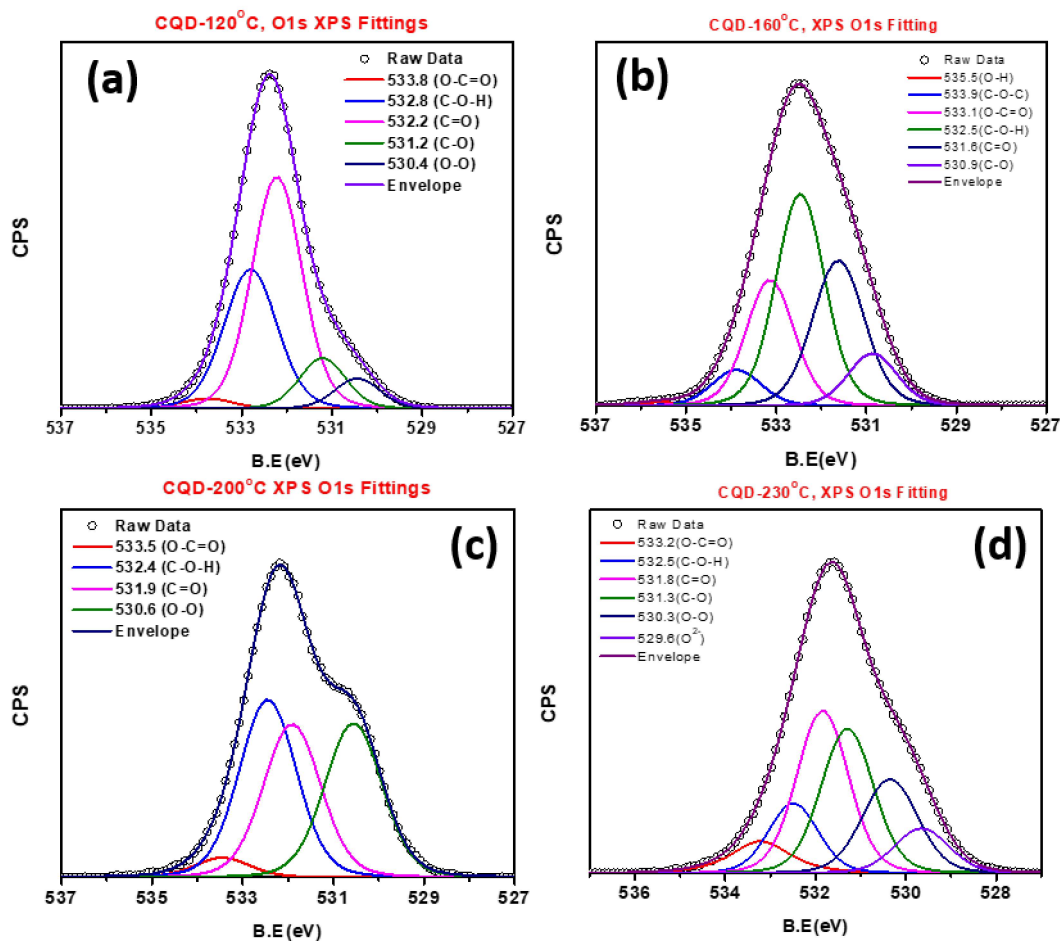 CQD-120°C, O1s XPS Fittings
(a)
Raw Data
533.8 (O-C=O)
532.8 (C-O-H)
532.2 (C=O)
531.2 (C-O)
530.4 (O-O)
Envelope
CPS
537 535 533 531 529 527
B.E(eV)
CQD-160°C, XPS O1s Fitting
(b)
Raw Data
535.5(O-H)
533.9(C-O-C)
533.1(O-C=O)
532.5(C-O-H)
531.6(C=O)
530.9(C-O)
Envelope
CPS
537 535 533 531 529 527
B.E(eV)
CQD-200°C XPS O1s Fittings
(c)
Raw Data
533.5 (O-C=O)
532.4 (C-O-H)
531.9 (C=O)
530.6 (O-O)
Envelope
CPS
537 535 533 531 529 527
B.E(eV)
CQD-230°C, XPS O1s Fitting
(d)
Raw Data
533.2(O-C=O)
532.5(C-O-H)
531.8(C=O)
531.3(C-O)
530.3(O-O)
529.6(O²⁻)
Envelope
CPS
536 534 532 530 528
B.E(eV)